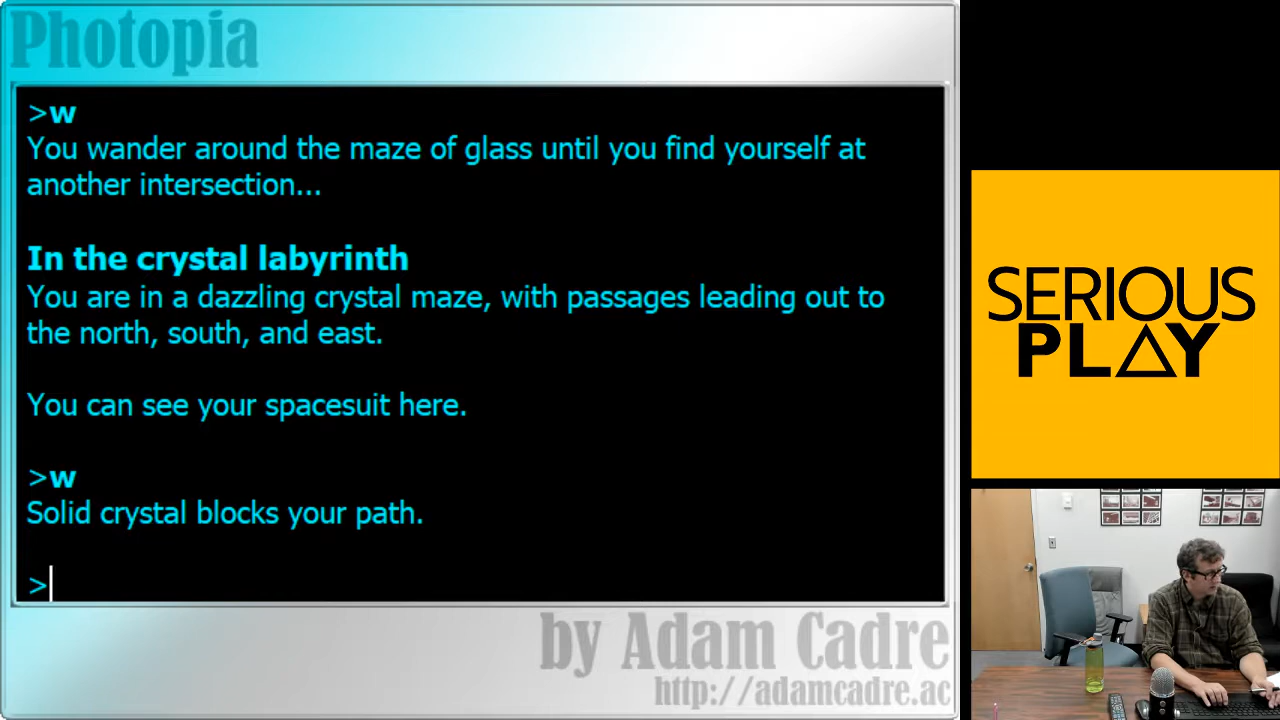 Photopia
>w
You wander around the maze of glass until you find yourself at
another intersection...
In the crystal labyrinth
You are in a dazzling crystal maze, with passages leading out to
the north, south, and east.
You can see your spacesuit here.
>w
Solid crystal blocks your path.
>
by Adam Cadre
http://adamcadre.ac
SERIOUS
PLAY